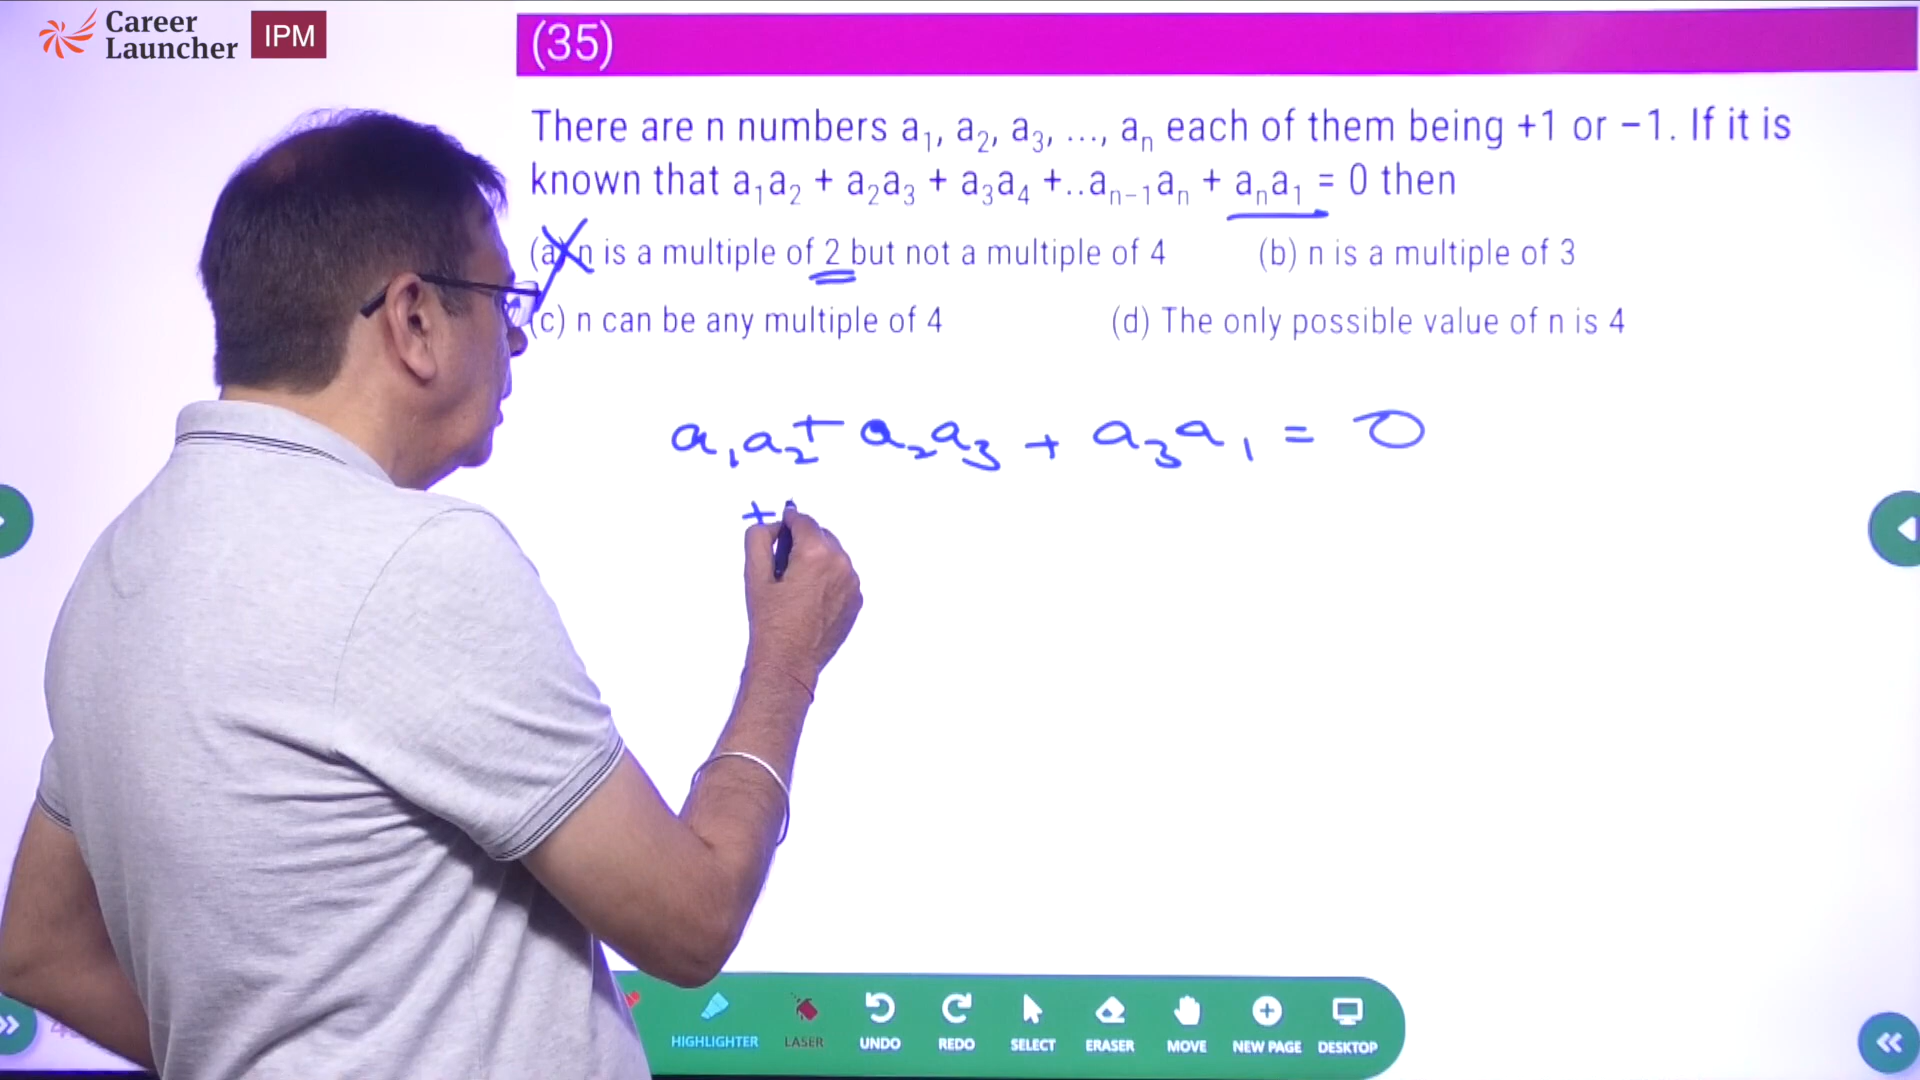 Career
Launcher IPM
(35)
There are n numbers a₁, a₂, a₃, ..., aₙ each of them being +1 or −1. If it is
known that a₁a₂ + a₂a₃ + a₃a₄ +..aₙ₋₁aₙ + aₙa₁ = 0 then
(a) n is a multiple of 2 but not a multiple of 4 (b) n is a multiple of 3
(c) n can be any multiple of 4 (d) The only possible value of n is 4
a₁a₂ + a₂a₃ + a₃a₁ = 0
+
HIGHLIGHTER LASER UNDO REDO SELECT ERASER MOVE NEW PAGE DESKTOP